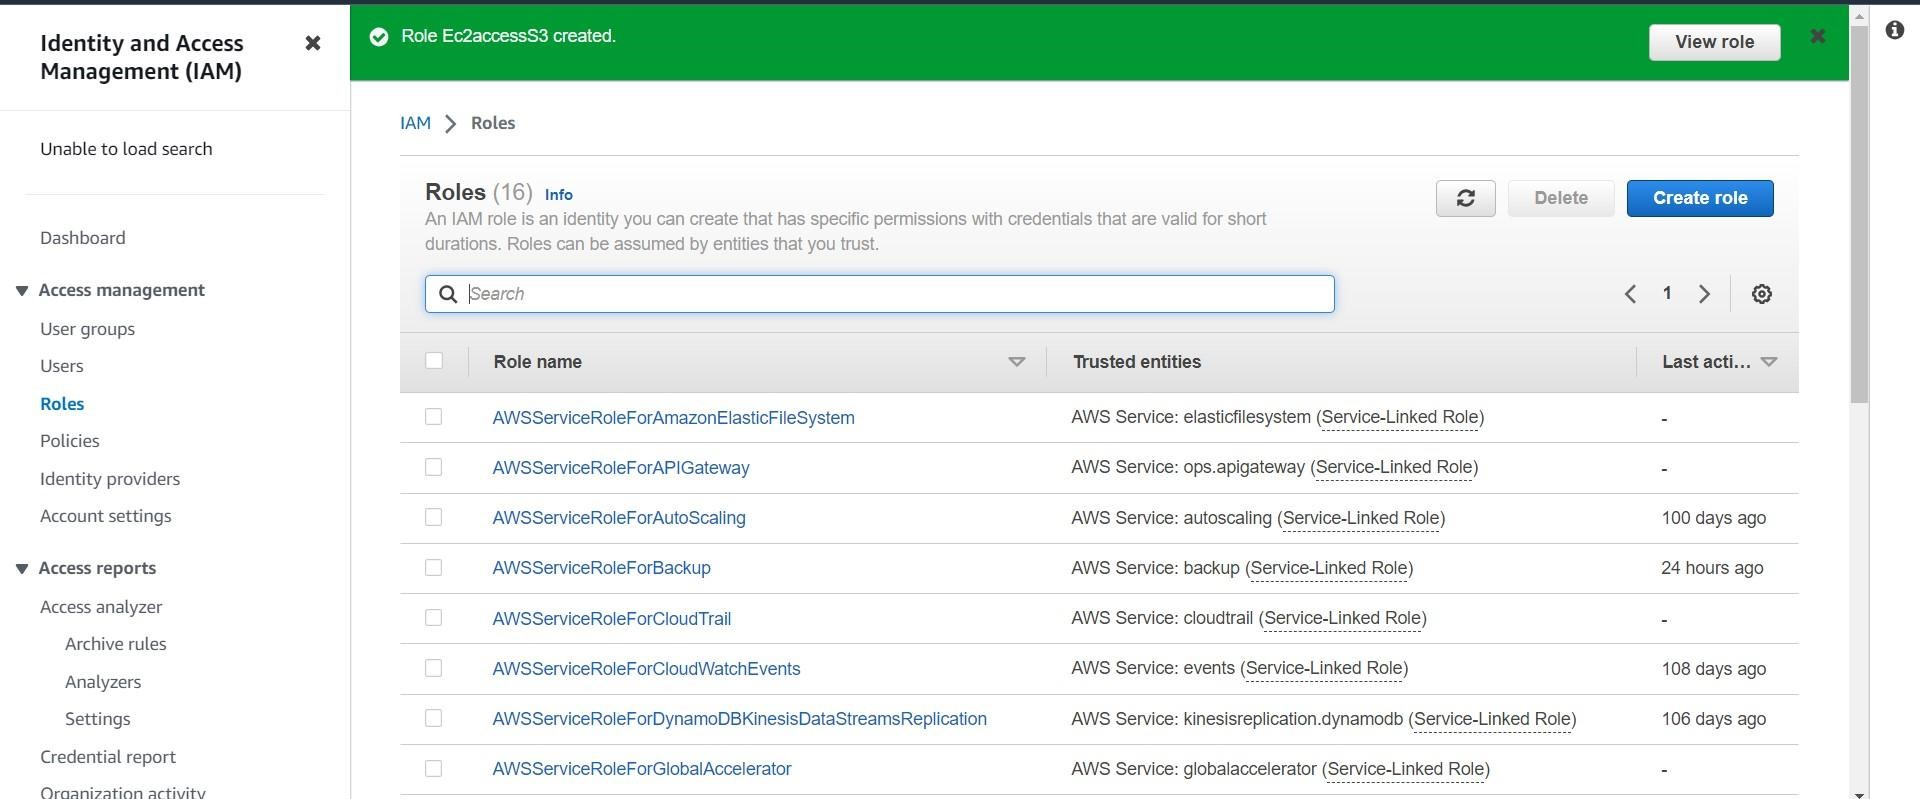 Identity and Access
Management (IAM)
Unable to load search
Dashboard
Access management
User groups
Users
Roles
Policies
Identity providers
Account settings
Access reports
Access analyzer
Archive rules
Analyzers
Settings
Credential report
Organization activity
Role Ec2accessS3 created.
View role
IAM > Roles
Roles (16) Info
An IAM role is an identity you can create that has specific permissions with credentials that are valid for short
durations. Roles can be assumed by entities that you trust.
Delete
Create role
Search
1
Role name Trusted entities Last acti...
AWSServiceRoleForAmazonElasticFileSystem AWS Service: elasticfilesystem (Service-Linked Role) -
AWSServiceRoleForAPIGateway AWS Service: ops.apigateway (Service-Linked Role) -
AWSServiceRoleForAutoScaling AWS Service: autoscaling (Service-Linked Role) 100 days ago
AWSServiceRoleForBackup AWS Service: backup (Service-Linked Role) 24 hours ago
AWSServiceRoleForCloudTrail AWS Service: cloudtrail (Service-Linked Role) -
AWSServiceRoleForCloudWatchEvents AWS Service: events (Service-Linked Role) 108 days ago
AWSServiceRoleForDynamoDBKinesisDataStreamsReplication AWS Service: kinesisreplication.dynamodb (Service-Linked Role) 106 days ago
AWSServiceRoleForGlobalAccelerator AWS Service: globalaccelerator (Service-Linked Role) -